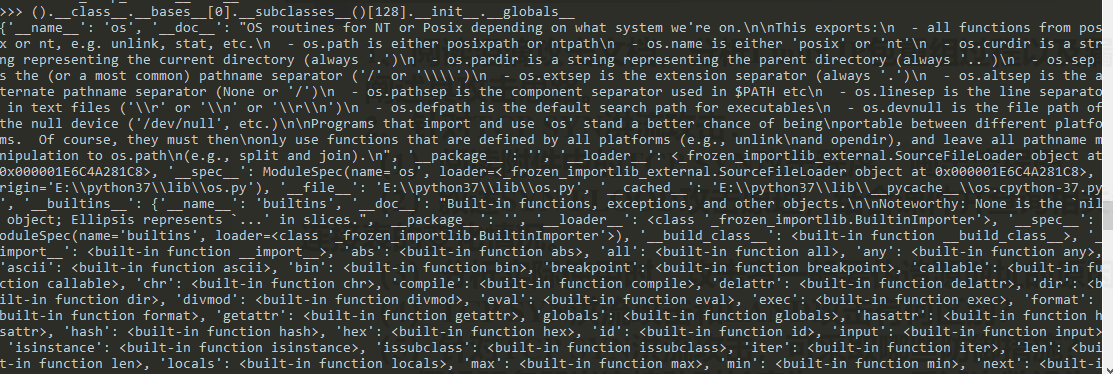 >>> ().__class__.__bases__[0].__subclasses__()[128].__init__.__globals__
{'__name__': 'os', '__doc__': "OS routines for NT or Posix depending on what system we're on.\n\nThis exports:\n  - all functions from pos
x or nt, e.g. unlink, stat, etc.\n  - os.path is either posixpath or ntpath\n  - os.name is either 'posix' or 'nt'\n  - os.curdir is a str
ng representing the current directory (always '.')\n  - os.pardir is a string representing the parent directory (always '..')\n  - os.sep
s the (or a most common) pathname separator ('/' or '\\\\')\n  - os.extsep is the extension separator (always '.')\n  - os.altsep is the a
ternate pathname separator (None or '/')\n  - os.pathsep is the component separator used in $PATH etc\n  - os.linesep is the line separato
in text files ('\\r' or '\\n' or '\\r\\n')\n  - os.defpath is the default search path for executables\n  - os.devnull is the file path of
the null device ('/dev/null', etc.)\n\nPrograms that import and use 'os' stand a better chance of being\nportable between different platfo
ms.  Of course, they must then\nonly use functions that are defined by all platforms (e.g., unlink\nand opendir), and leave all pathname m
nipulation to os.path\n(e.g., split and join).\n", '__package__': '', '__loader__': <_frozen_importlib_external.SourceFileLoader object at
0x000001E6C4A281C8>, '__spec__': ModuleSpec(name='os', loader=<_frozen_importlib_external.SourceFileLoader object at 0x000001E6C4A281C8>,
rigin='E:\\python37\\lib\\os.py'), '__file__': 'E:\\python37\\lib\\os.py', '__cached__': 'E:\\python37\\lib\\__pycache__\\os.cpython-37.py
', '__builtins__': {'__name__': 'builtins', '__doc__': "Built-in functions, exceptions, and other objects.\n\nNoteworthy: None is the `nil
object; Ellipsis represents `...' in slices.", '__package__': '', '__loader__': <class '_frozen_importlib.BuiltinImporter'>, '__spec__':
oduleSpec(name='builtins', loader=<class '_frozen_importlib.BuiltinImporter'>), '__build_class__': <built-in function __build_class__>, '_
import__': <built-in function __import__>, 'abs': <built-in function abs>, 'all': <built-in function all>, 'any': <built-in function any>,
'ascii': <built-in function ascii>, 'bin': <built-in function bin>, 'breakpoint': <built-in function breakpoint>, 'callable': <built-in fu
ction callable>, 'chr': <built-in function chr>, 'compile': <built-in function compile>, 'delattr': <built-in function delattr>, 'dir': <b
ilt-in function dir>, 'divmod': <built-in function divmod>, 'eval': <built-in function eval>, 'exec': <built-in function exec>, 'format':
built-in function format>, 'getattr': <built-in function getattr>, 'globals': <built-in function globals>, 'hasattr': <built-in function h
sattr>, 'hash': <built-in function hash>, 'hex': <built-in function hex>, 'id': <built-in function id>, 'input': <built-in function input>
'isinstance': <built-in function isinstance>, 'issubclass': <built-in function issubclass>, 'iter': <built-in function iter>, 'len': <buil
t-in function len>, 'locals': <built-in function locals>, 'max': <built-in function max>, 'min': <built-in function min>, 'next': <built-i